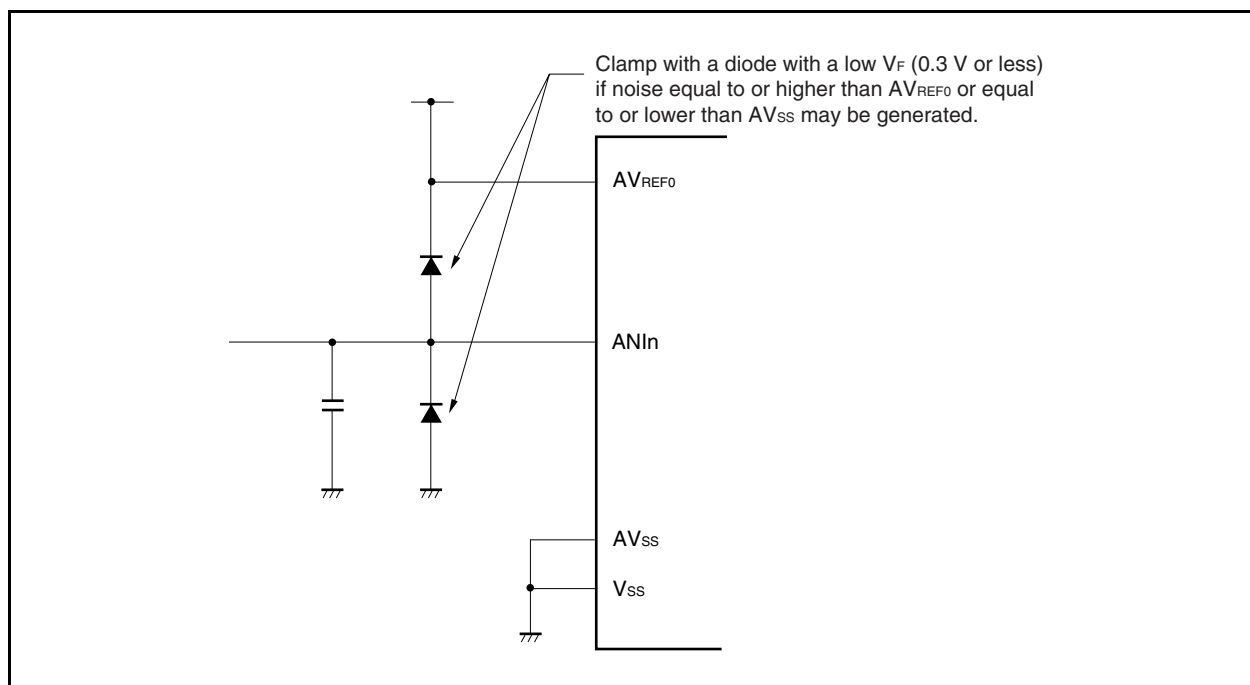 Clamp with a diode with a low VF (0.3 V or less)
if noise equal to or higher than AVREF0 or equal
to or lower than AVSS may be generated.
AVREF0
ANIn
AVSS
VSS